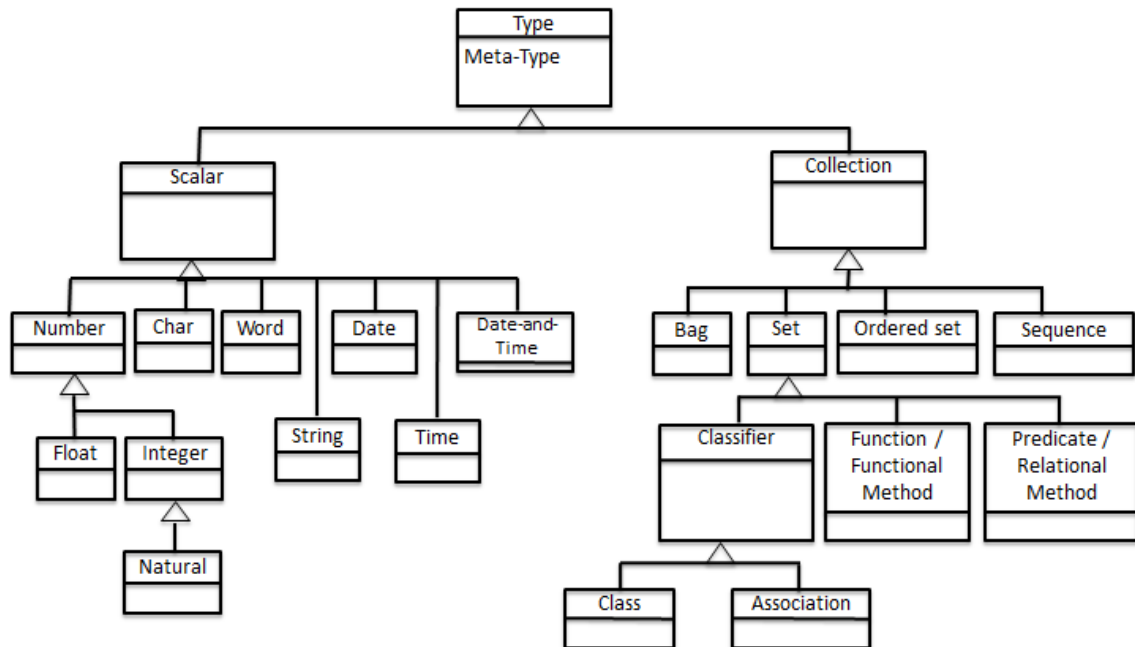 Type
Meta-Type
Scalar
Collection
Number
Char
Word
Date
Date-and-
Time
Bag
Set
Ordered set
Sequence
String
Time
Float
Integer
Classifier
Function /
Functional
Method
Predicate /
Relational
Method
Natural
Class
Association